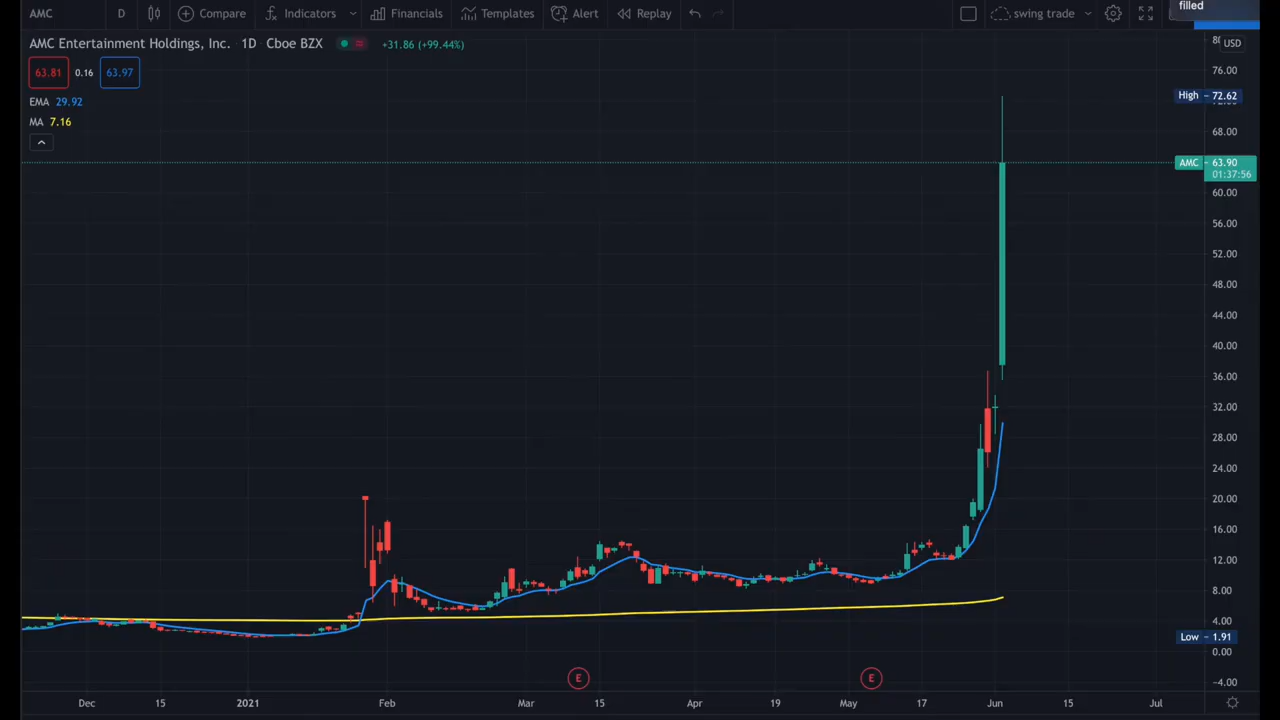 AMC D Compare Indicators Financials Templates Alert Replay swing trade filled
AMC Entertainment Holdings, Inc. 1D Cboe BZX +31.86 (+99.44%)
80 USD
63.81 0.16 63.97
76.00
EMA 29.92
High 72.62
MA 7.16
68.00
AMC 63.90
01:37:56
60.00
56.00
52.00
48.00
44.00
40.00
36.00
32.00
28.00
24.00
20.00
16.00
12.00
8.00
4.00
Low 1.91
0.00
E E
−4.00
Dec 15 2021 Feb Mar 15 Apr 19 May 17 Jun 15 Jul